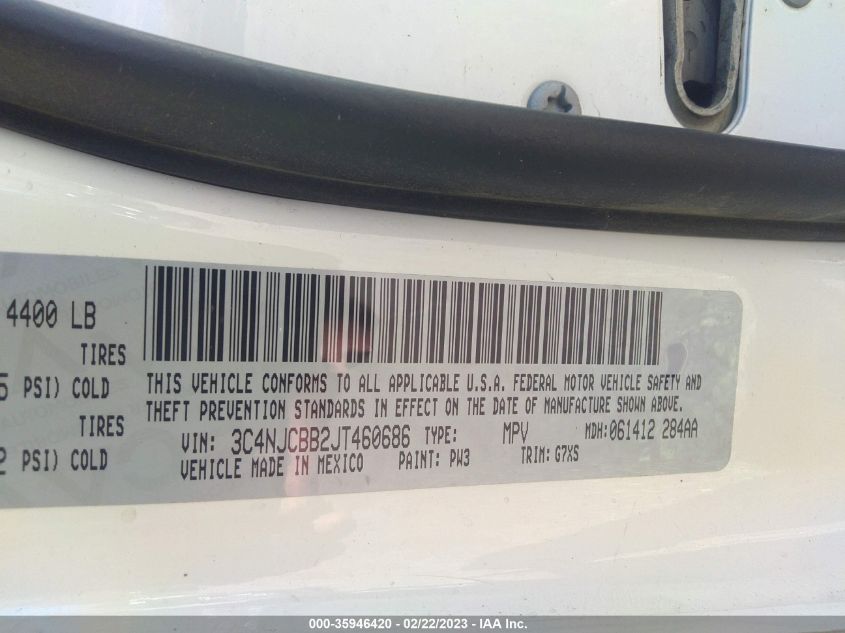 4400 LB
TIRES
PSI) COLD
TIRES
PSI) COLD
THIS VEHICLE CONFORMS TO ALL APPLICABLE U.S.A. FEDERAL MOTOR VEHICLE SAFETY AND
THEFT PREVENTION STANDARDS IN EFFECT ON THE DATE OF MANUFACTURE SHOWN ABOVE.
VIN: 3C4NJCBB2JT460686 TYPE: MPV MDH:061412 284AA
VEHICLE MADE IN MEXICO PAINT: PW3 TRIM: G7XS
000-35946420 - 02/22/2023 - IAA Inc.